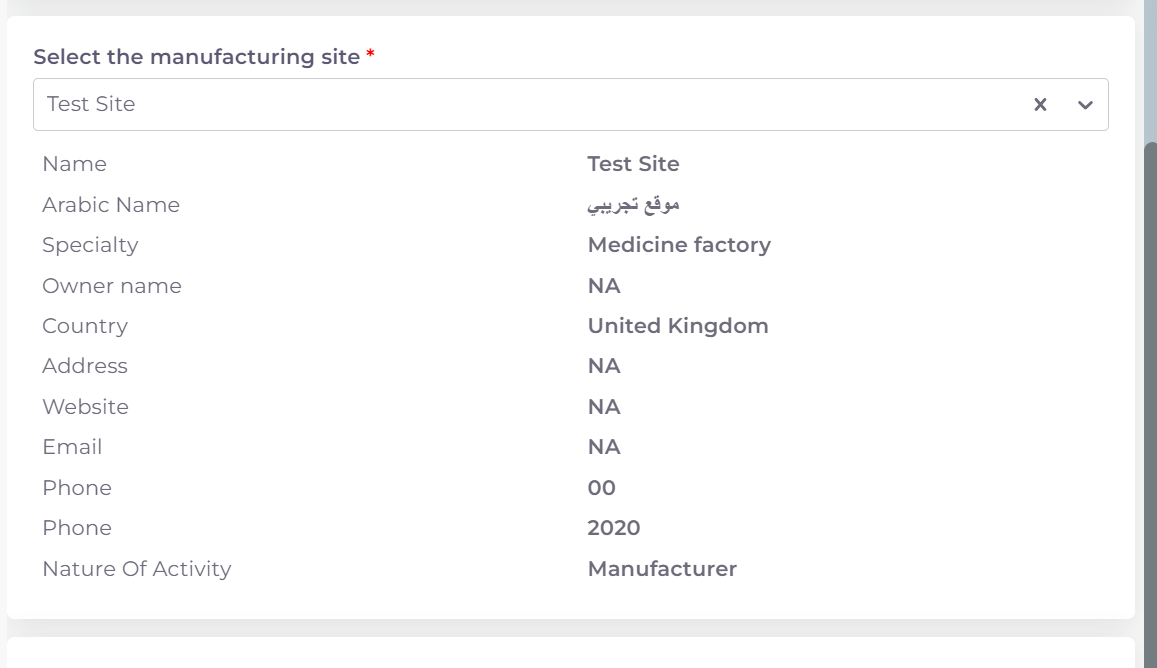 Select the manufacturing site *
Test Site
Name Test Site
Arabic Name موقع تجريبي
Specialty Medicine factory
Owner name NA
Country United Kingdom
Address NA
Website NA
Email NA
Phone 00
Phone 2020
Nature Of Activity Manufacturer